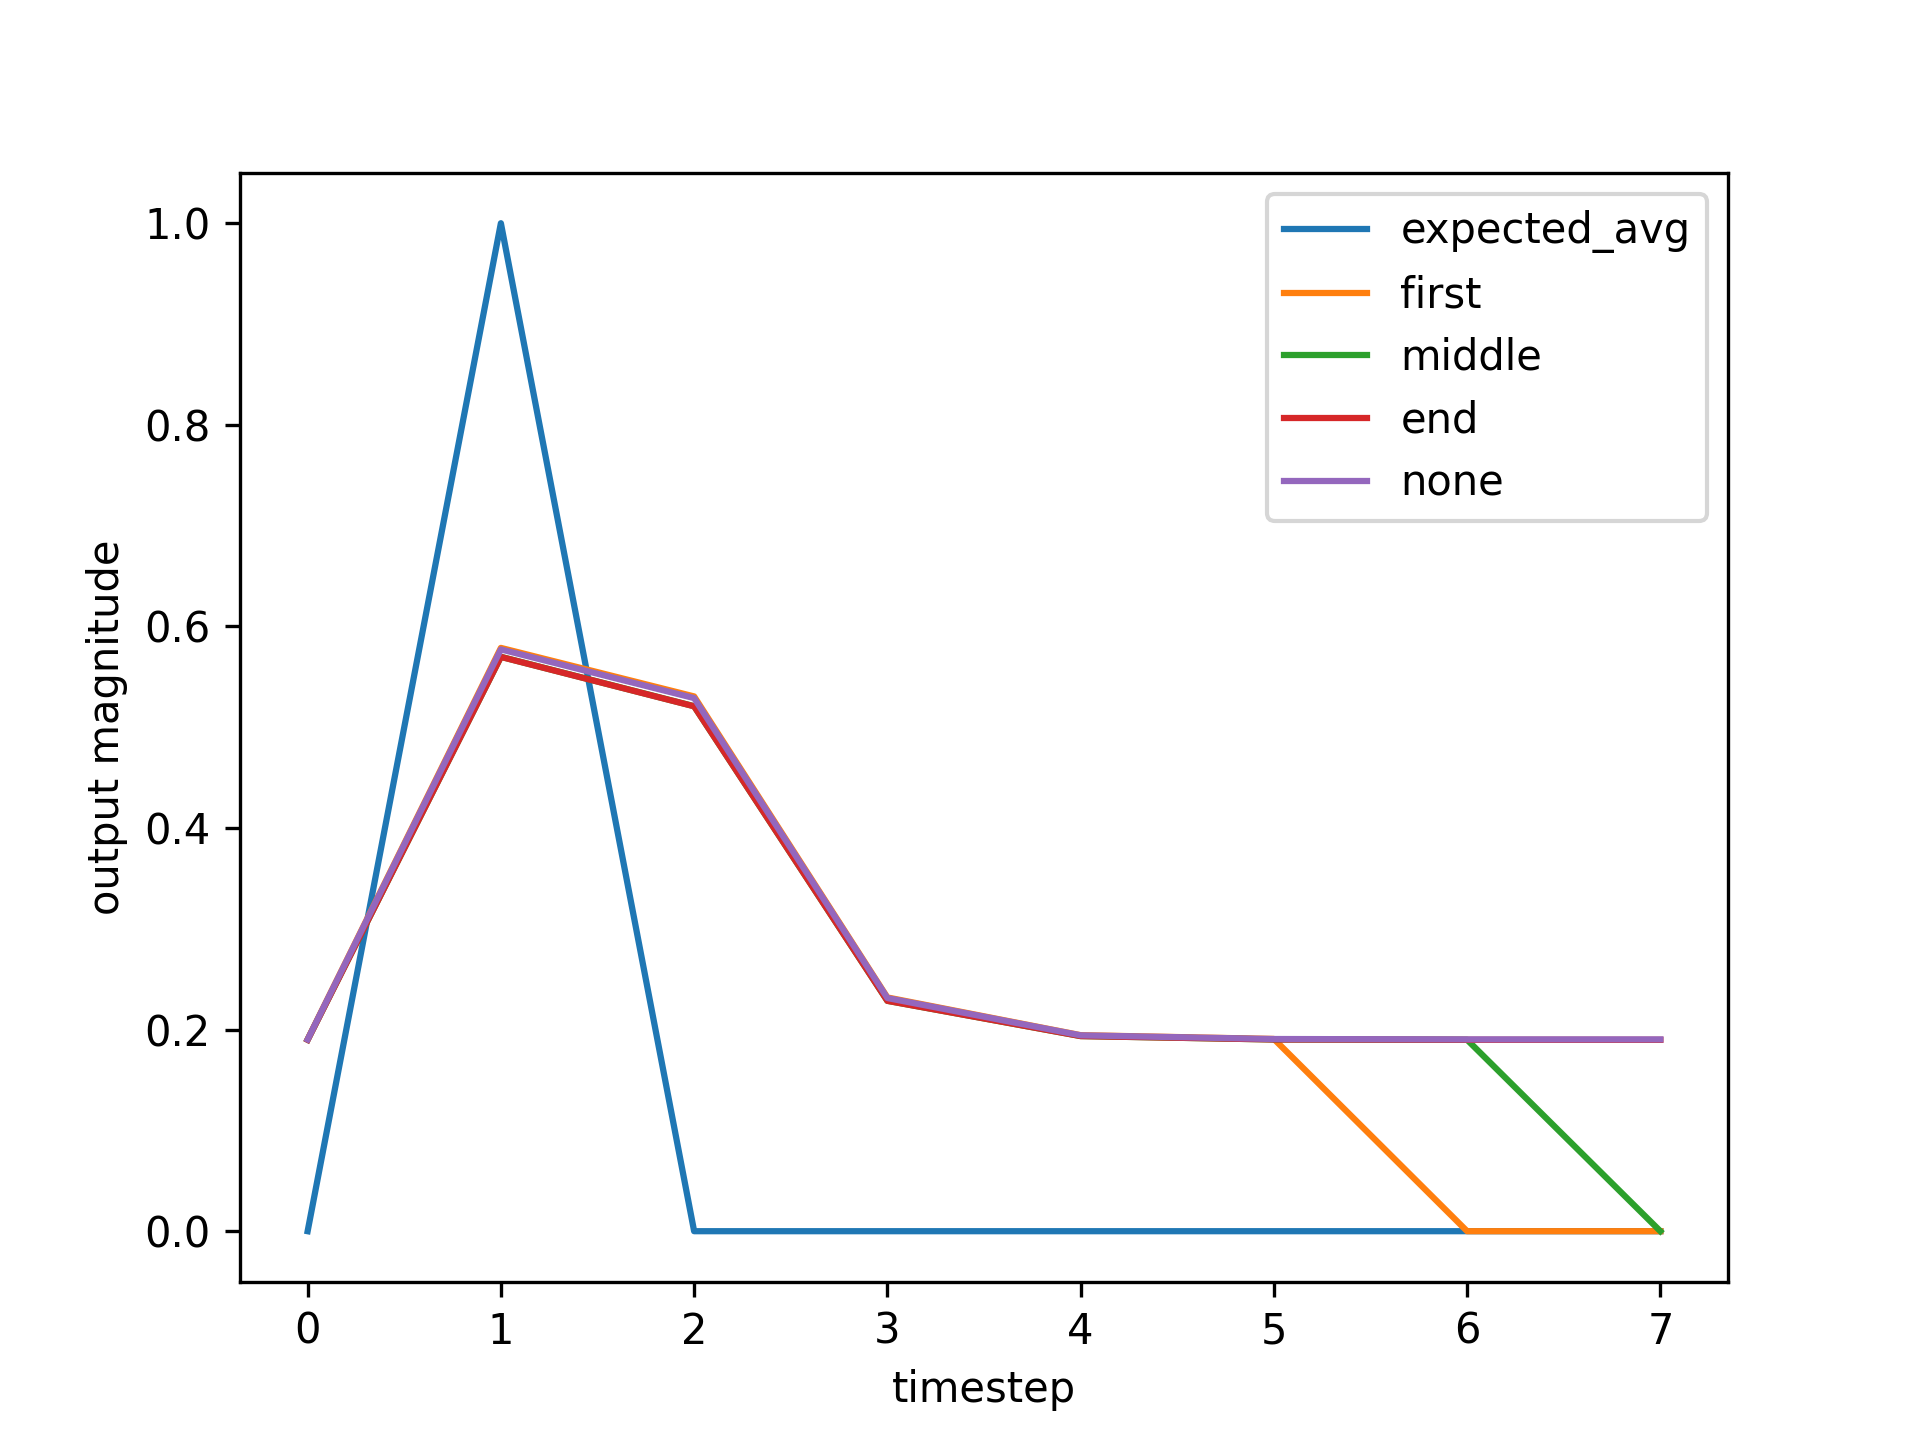 expected_avg
first
middle
end
none
1.0
0.8
0.6
0.4
0.2
0.0
output magnitude
0 1 2 3 4 5 6 7
timestep